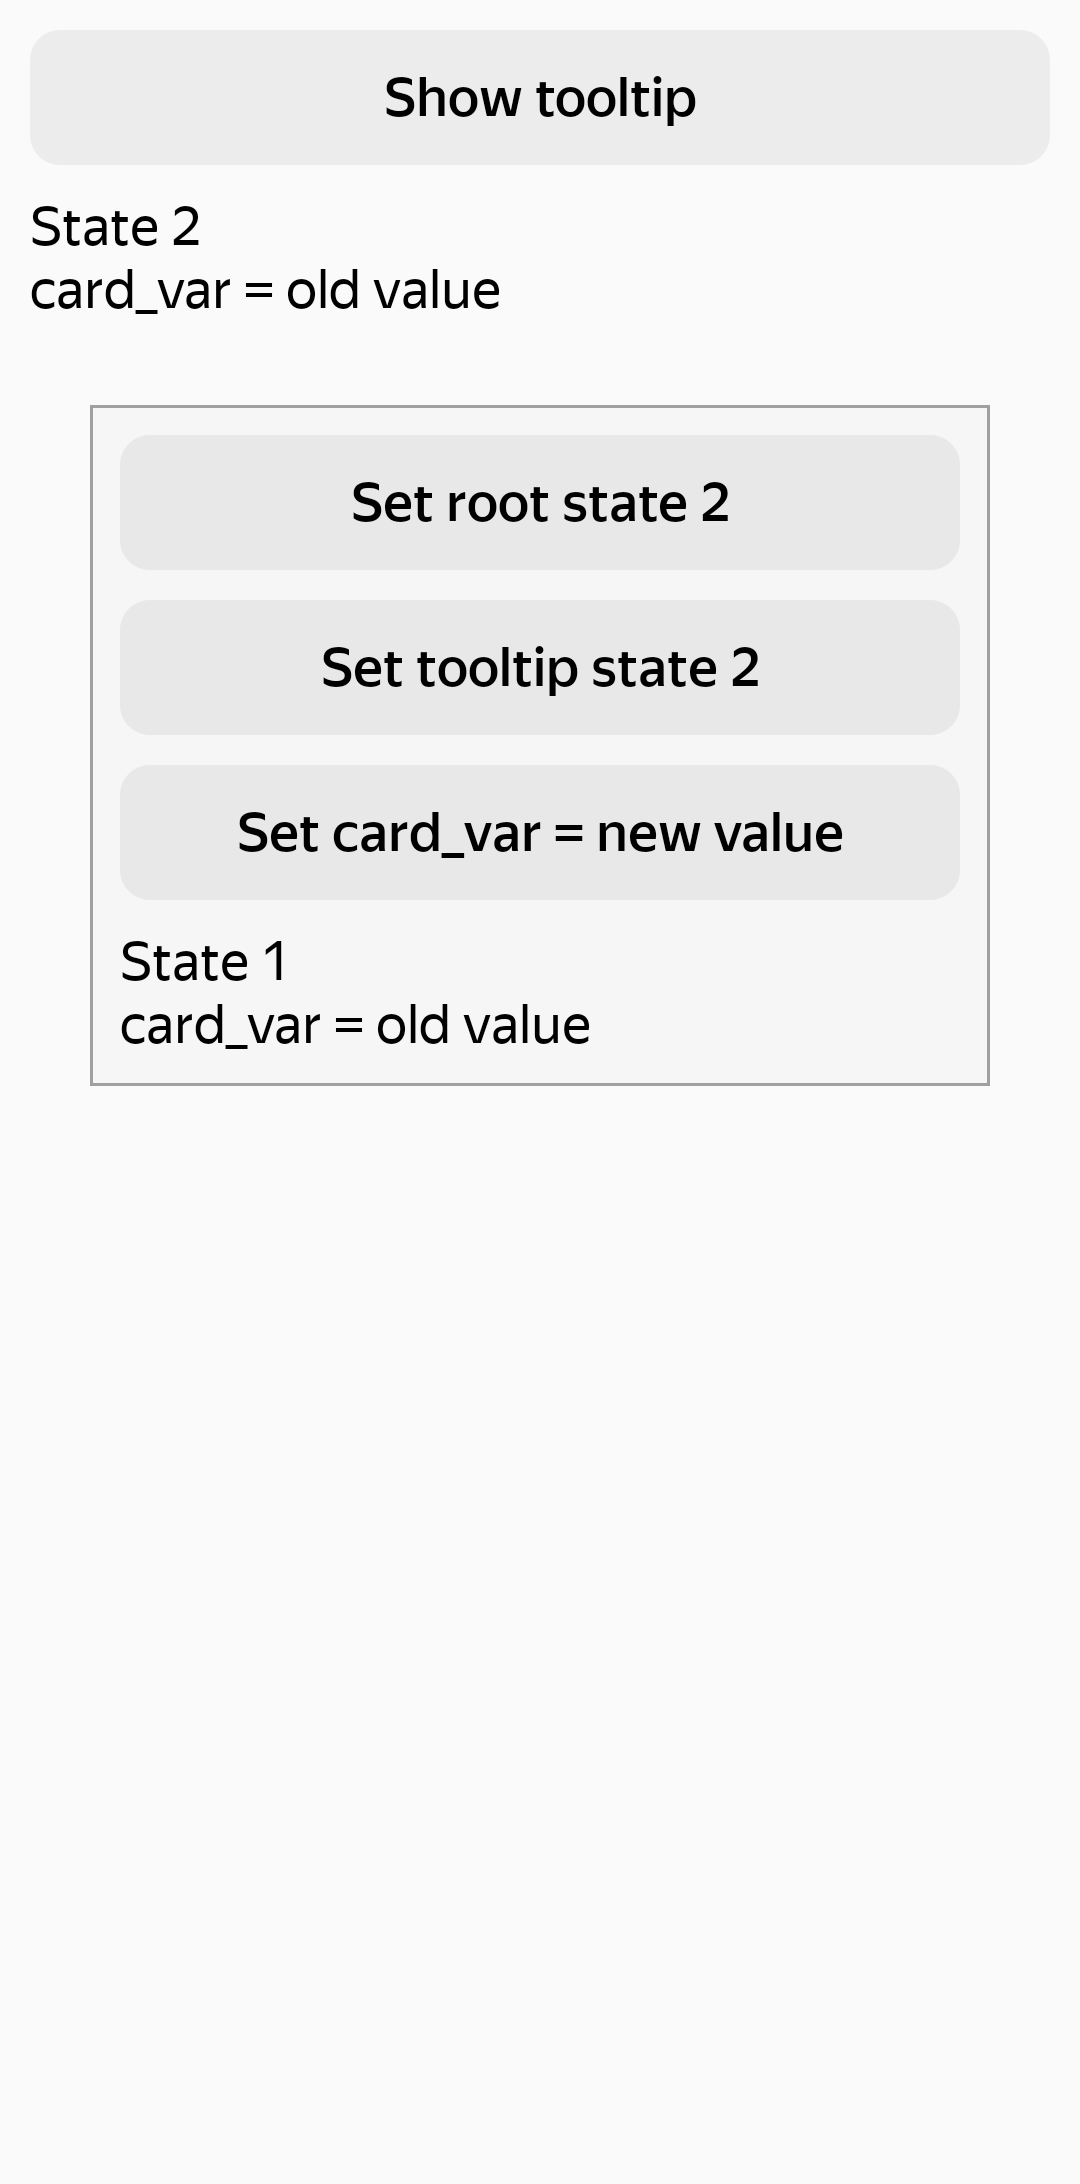 Show tooltip
State 2
card_var = old value
Set root state 2
Set tooltip state 2
Set card_var = new value
State 1
card_var = old value